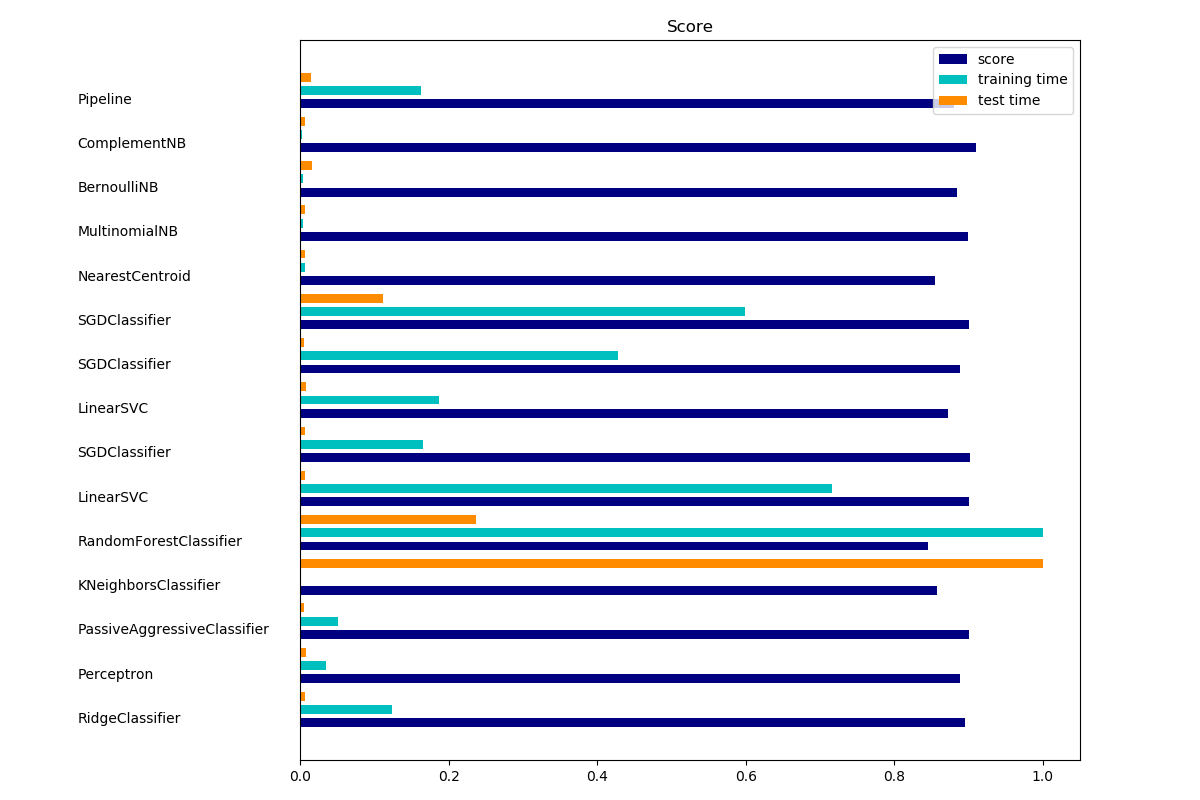 Score
score
training time
test time
Pipeline
ComplementNB
BernoulliNB
MultinomialNB
NearestCentroid
SGDClassifier
SGDClassifier
LinearSVC
SGDClassifier
LinearSVC
RandomForestClassifier
KNeighborsClassifier
PassiveAggressiveClassifier
Perceptron
RidgeClassifier
0.0 0.2 0.4 0.6 0.8 1.0